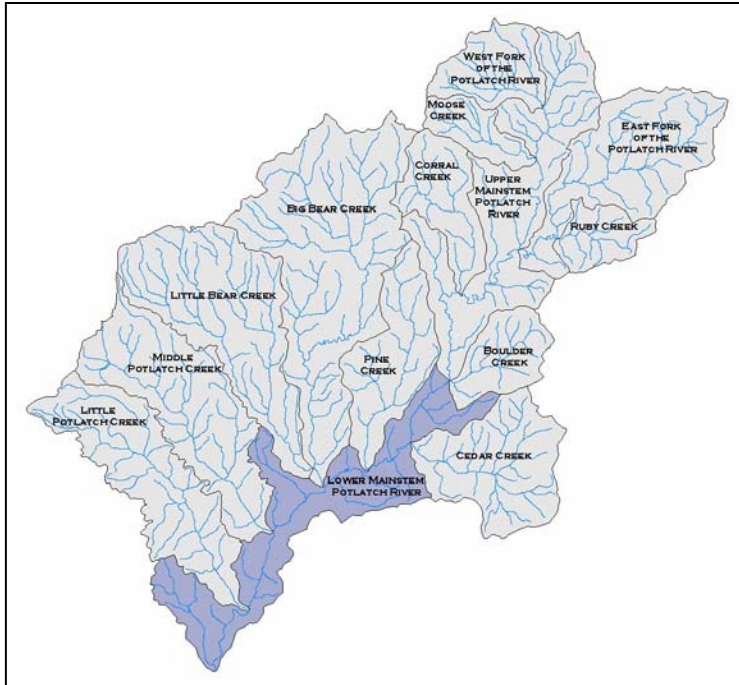 WEST FORK
OF THE
POTLATCH RIVER
MOOSE
CREEK
EAST FORK
OF THE
POTLATCH RIVER
CORRAL
CREEK
UPPER
MAINSTEM
POTLATCH
RIVER
BIG BEAR CREEK
RUBY CREEK
LITTLE BEAR CREEK
MIDDLE
POTLATCH CREEK
PINE
CREEK
BOULDER
CREEK
LITTLE
POTLATCH CREEK
CEDAR CREEK
LOWER MAINSTEM
POTLATCH RIVER